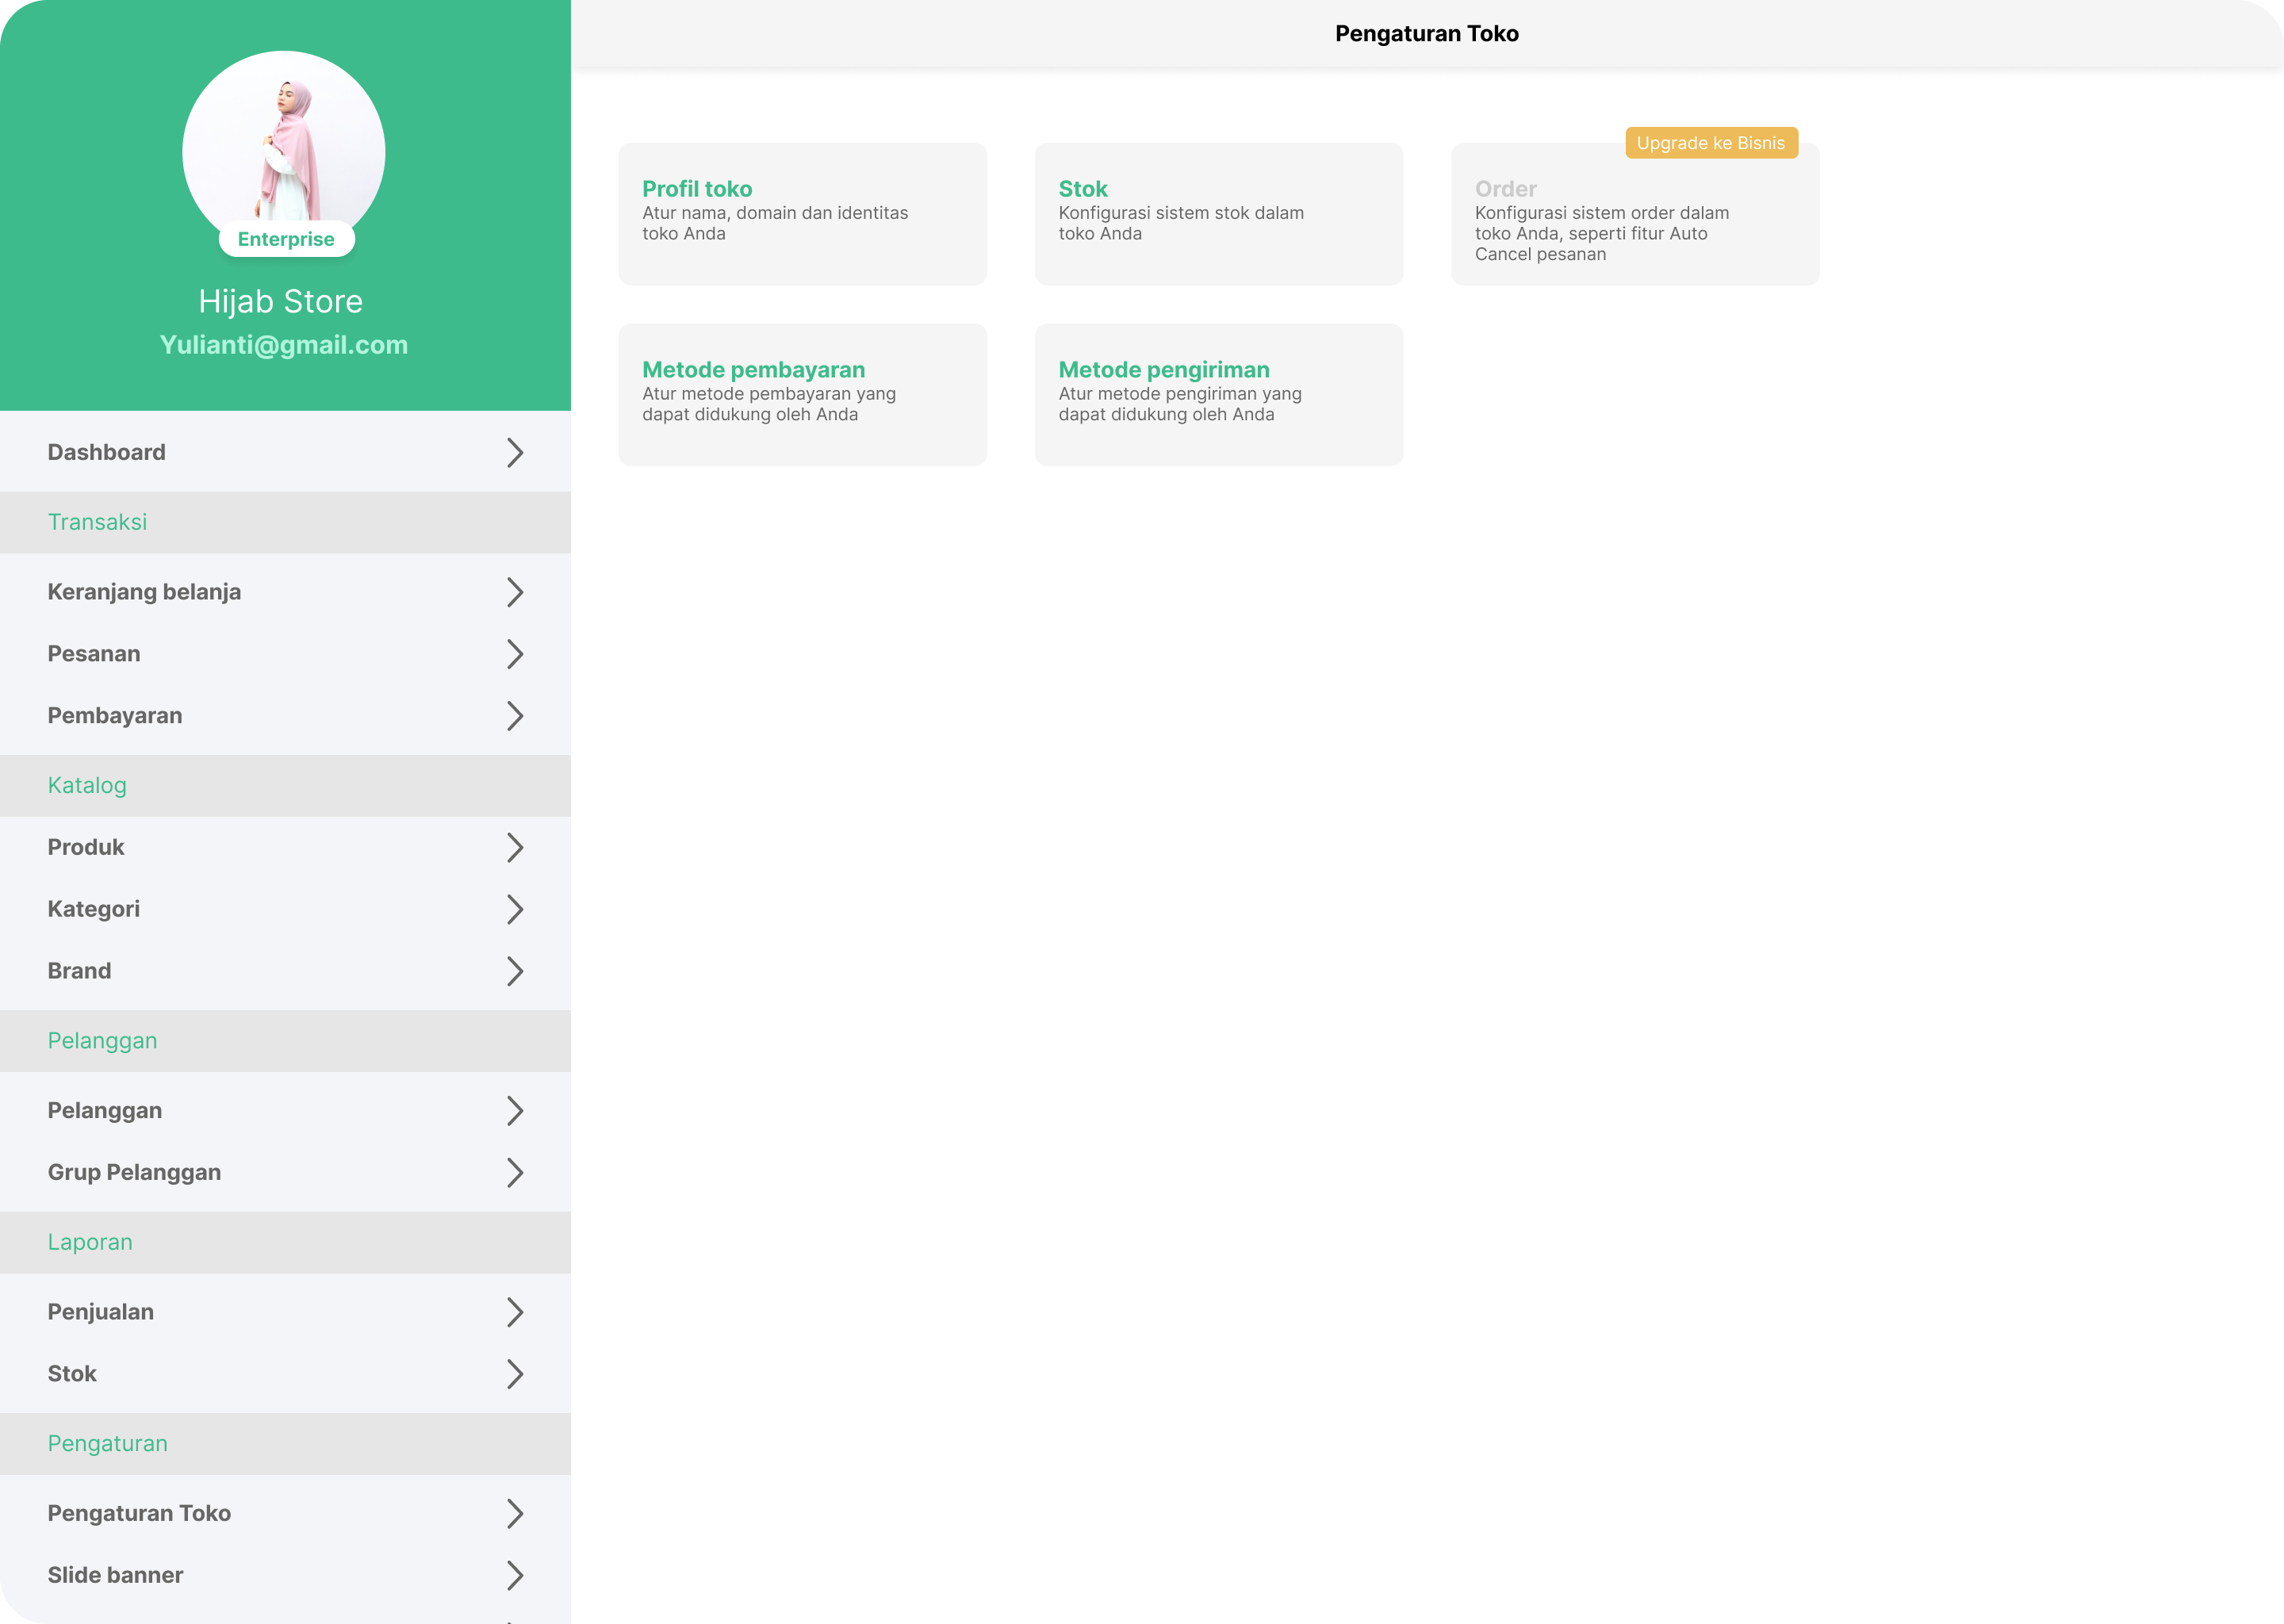 Enterprise
Hijab Store
Yulianti@gmail.com
Dashboard
Transaksi
Keranjang belanja
Pesanan
Pembayaran
Katalog
Produk
Kategori
Brand
Pelanggan
Pelanggan
Grup Pelanggan
Laporan
Penjualan
Stok
Pengaturan
Pengaturan Toko
Slide banner
Pengaturan Toko
Profil toko
Atur nama, domain dan identitas
toko Anda
Stok
Konfigurasi sistem stok dalam
toko Anda
Upgrade ke Bisnis
Order
Konfigurasi sistem order dalam
toko Anda, seperti fitur Auto
Cancel pesanan
Metode pembayaran
Atur metode pembayaran yang
dapat didukung oleh Anda
Metode pengiriman
Atur metode pengiriman yang
dapat didukung oleh Anda